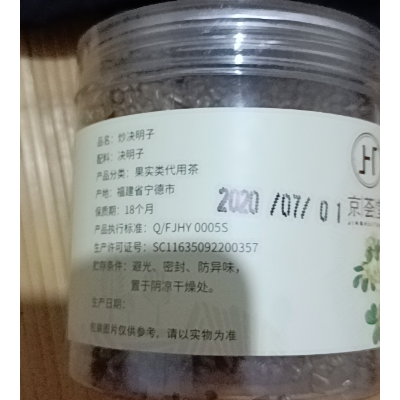 品名：炒决明子
配料：决明子
产品分类：果实类代用茶
产地：福建省宁德市
保质期：18个月
产品执行标准：Q/FJHY 0005S
生产许可证号：SC11635092200357
贮存条件：避光、密封、防异味，
置于阴凉干燥处。
生产日期：
包装图片仅供参考，请以实物为准
2020/07/01
京荟